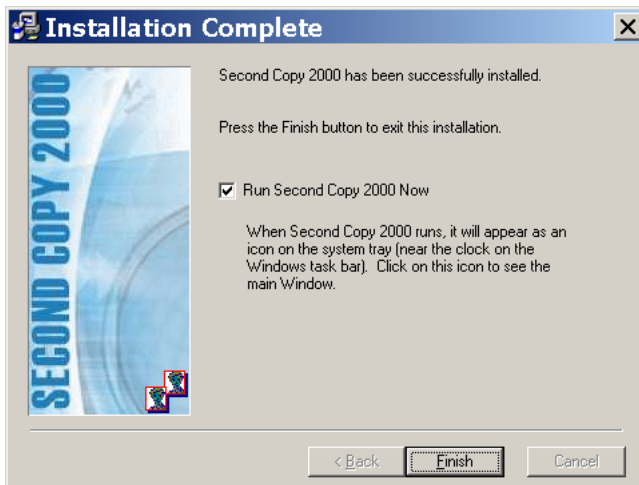 Installation Complete
SECOND COPY 2000
Second Copy 2000 has been successfully installed.
Press the Finish button to exit this installation.
Run Second Copy 2000 Now
When Second Copy 2000 runs, it will appear as an
icon on the system tray (near the clock on the
Windows task bar).  Click on this icon to see the
main Window.
< Back
Finish
Cancel